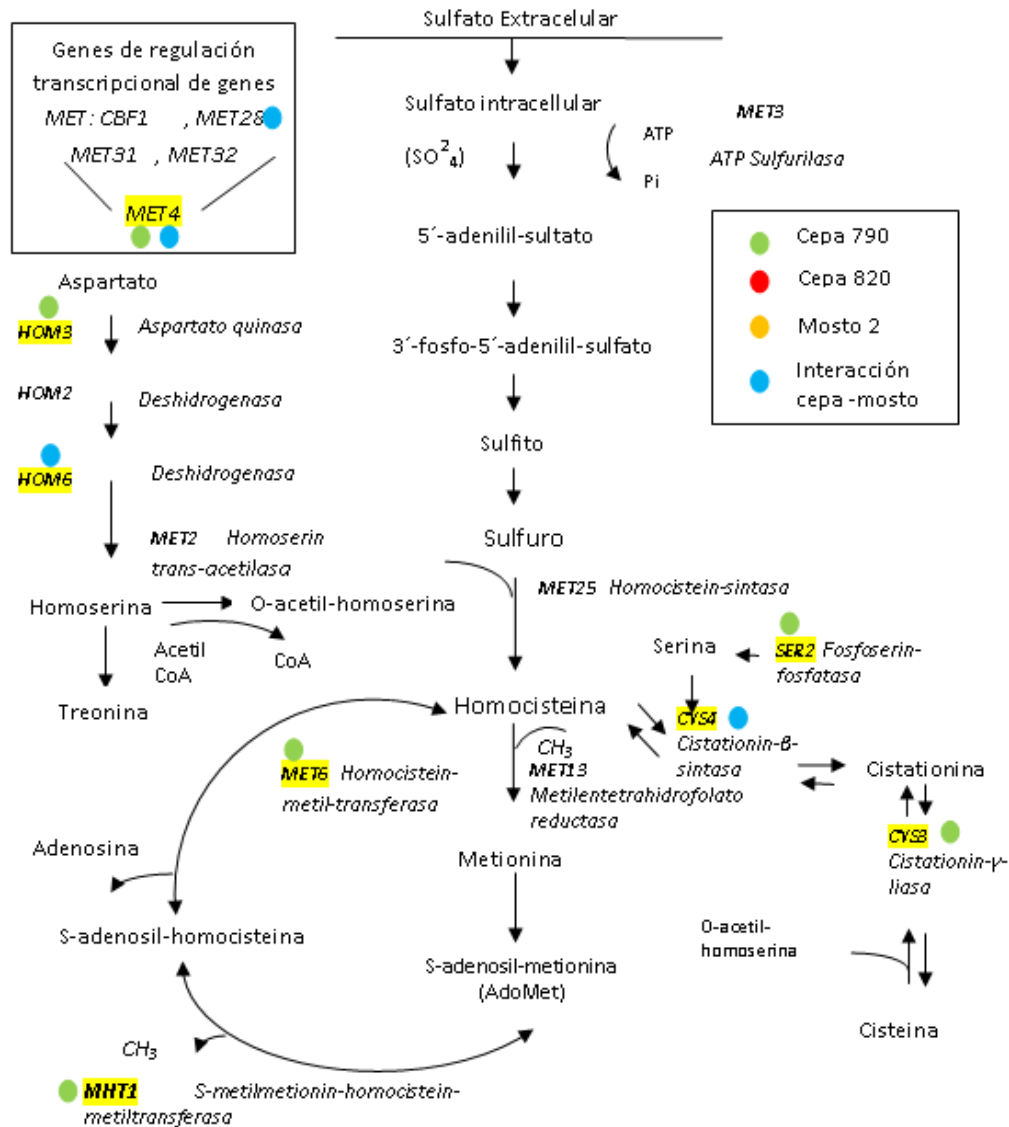 Sulfato Extracelular
Genes de regulación
transcripcional de genes
MET : CBF1 , MET28
MET31 , MET32
MET4
Sulfato intracellular
(SO²₄)
ATP
Pi
MET3
ATP Sulfurilasa
5´-adenilil-sultato
Cepa 790
Cepa 820
Mosto 2
Interacción
cepa -mosto
Aspartato
HOM3
Aspartato quinasa
3´-fosfo-5´-adenilil-sulfato
HOM2
Deshidrogenasa
Sulfito
HOM6
Deshidrogenasa
MET2 Homoserin
trans-acetilasa
Sulfuro
MET25 Homocistein-sintasa
Homoserina
O-acetil-homoserina
Acetil
CoA
CoA
Treonina
Serina
SER2 Fosfoserin-
fosfatasa
Homocisteina
CYS4
Cistationin-β-
sintasa
CH₃
MET13
Metilentetrahidrofolato
reductasa
Cistationina
MET6 Homocistein-
metil-transferasa
CYS3
Cistationin-γ-
liasa
Adenosina
Metionina
S-adenosil-homocisteina
O-acetil-
homoserina
S-adenosil-metionina
(AdoMet)
Cisteina
CH₃
MHT1 S-metilmetionin-homocistein-
metiltransferasa